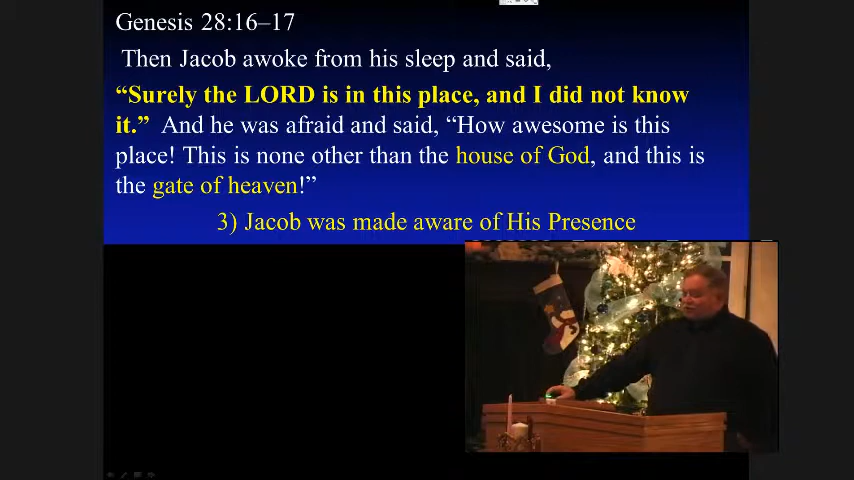 Genesis 28:16–17
Then Jacob awoke from his sleep and said,
“Surely the LORD is in this place, and I did not know
it.” And he was afraid and said, “How awesome is this
place! This is none other than the house of God, and this is
the gate of heaven!”
3) Jacob was made aware of His Presence